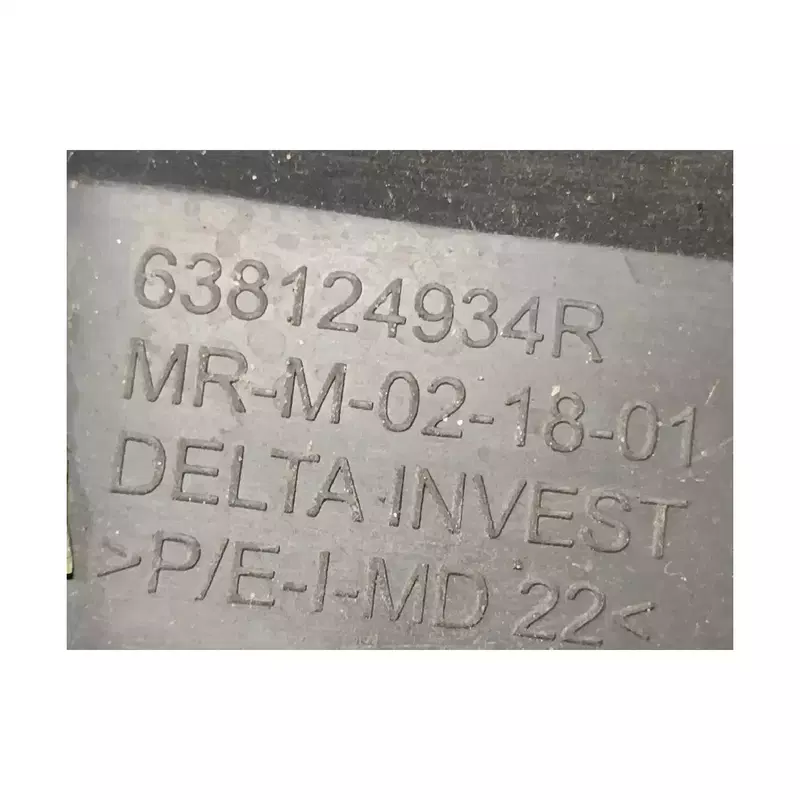 638124934R
MR-M-02-18-01
DELTA INVEST
>P/E-I-MD 22<